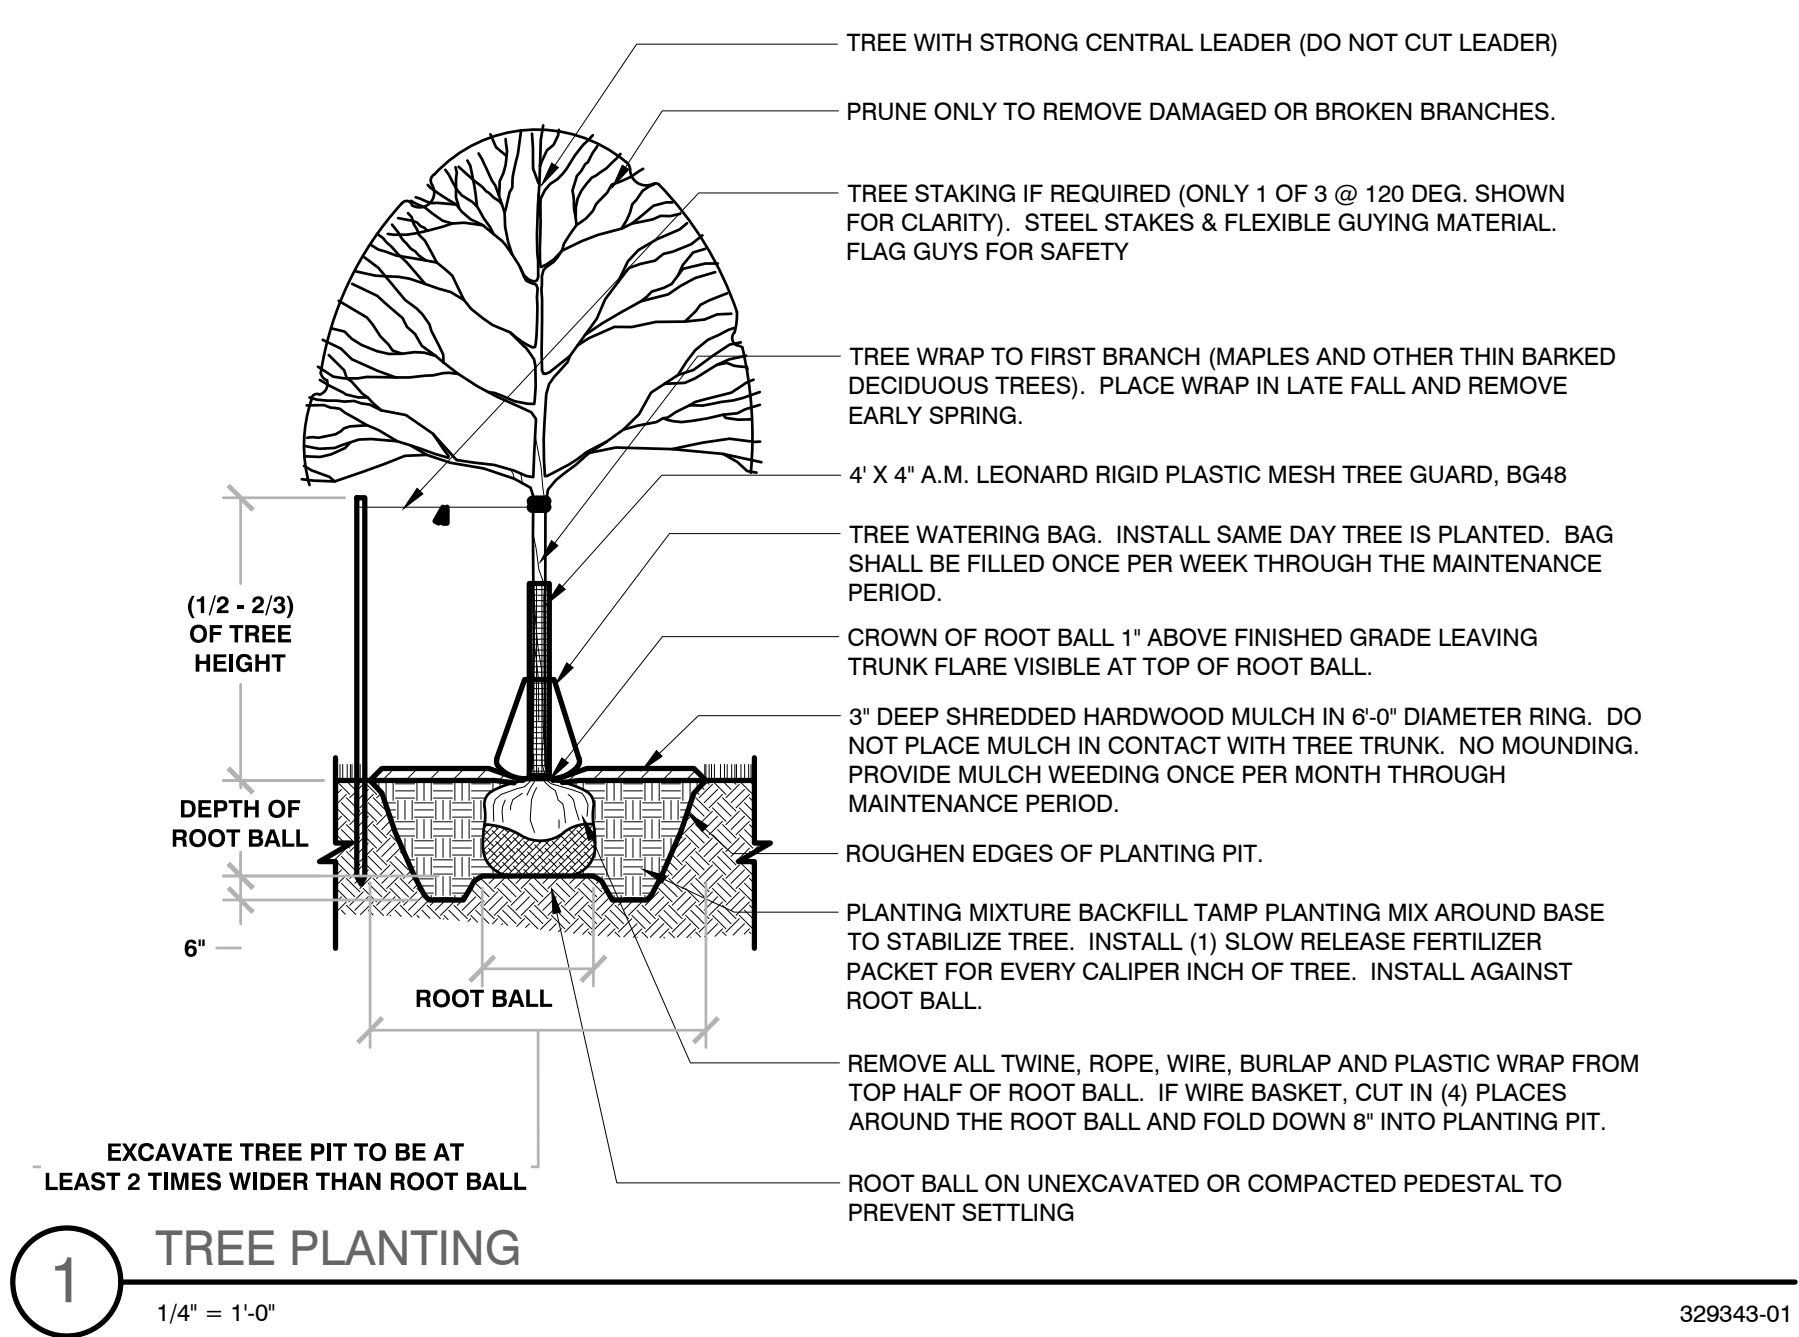 TREE WITH STRONG CENTRAL LEADER (DO NOT CUT LEADER)
PRUNE ONLY TO REMOVE DAMAGED OR BROKEN BRANCHES.
TREE STAKING IF REQUIRED (ONLY 1 OF 3 @ 120 DEG. SHOWN
FOR CLARITY).  STEEL STAKES & FLEXIBLE GUYING MATERIAL.
FLAG GUYS FOR SAFETY
TREE WRAP TO FIRST BRANCH (MAPLES AND OTHER THIN BARKED
DECIDUOUS TREES).  PLACE WRAP IN LATE FALL AND REMOVE
EARLY SPRING.
4' X 4" A.M. LEONARD RIGID PLASTIC MESH TREE GUARD, BG48
TREE WATERING BAG.  INSTALL SAME DAY TREE IS PLANTED.  BAG
SHALL BE FILLED ONCE PER WEEK THROUGH THE MAINTENANCE
PERIOD.
CROWN OF ROOT BALL 1" ABOVE FINISHED GRADE LEAVING
TRUNK FLARE VISIBLE AT TOP OF ROOT BALL.
3" DEEP SHREDDED HARDWOOD MULCH IN 6'-0" DIAMETER RING.  DO
NOT PLACE MULCH IN CONTACT WITH TREE TRUNK.  NO MOUNDING.
PROVIDE MULCH WEEDING ONCE PER MONTH THROUGH
MAINTENANCE PERIOD.
ROUGHEN EDGES OF PLANTING PIT.
PLANTING MIXTURE BACKFILL TAMP PLANTING MIX AROUND BASE
TO STABILIZE TREE.  INSTALL (1) SLOW RELEASE FERTILIZER
PACKET FOR EVERY CALIPER INCH OF TREE.  INSTALL AGAINST
ROOT BALL.
REMOVE ALL TWINE, ROPE, WIRE, BURLAP AND PLASTIC WRAP FROM
TOP HALF OF ROOT BALL.  IF WIRE BASKET, CUT IN (4) PLACES
AROUND THE ROOT BALL AND FOLD DOWN 8" INTO PLANTING PIT.
ROOT BALL ON UNEXCAVATED OR COMPACTED PEDESTAL TO
PREVENT SETTLING
(1/2 - 2/3)
OF TREE
HEIGHT
DEPTH OF
ROOT BALL
6"
ROOT BALL
EXCAVATE TREE PIT TO BE AT
LEAST 2 TIMES WIDER THAN ROOT BALL
1
TREE PLANTING
1/4" = 1'-0"
329343-01